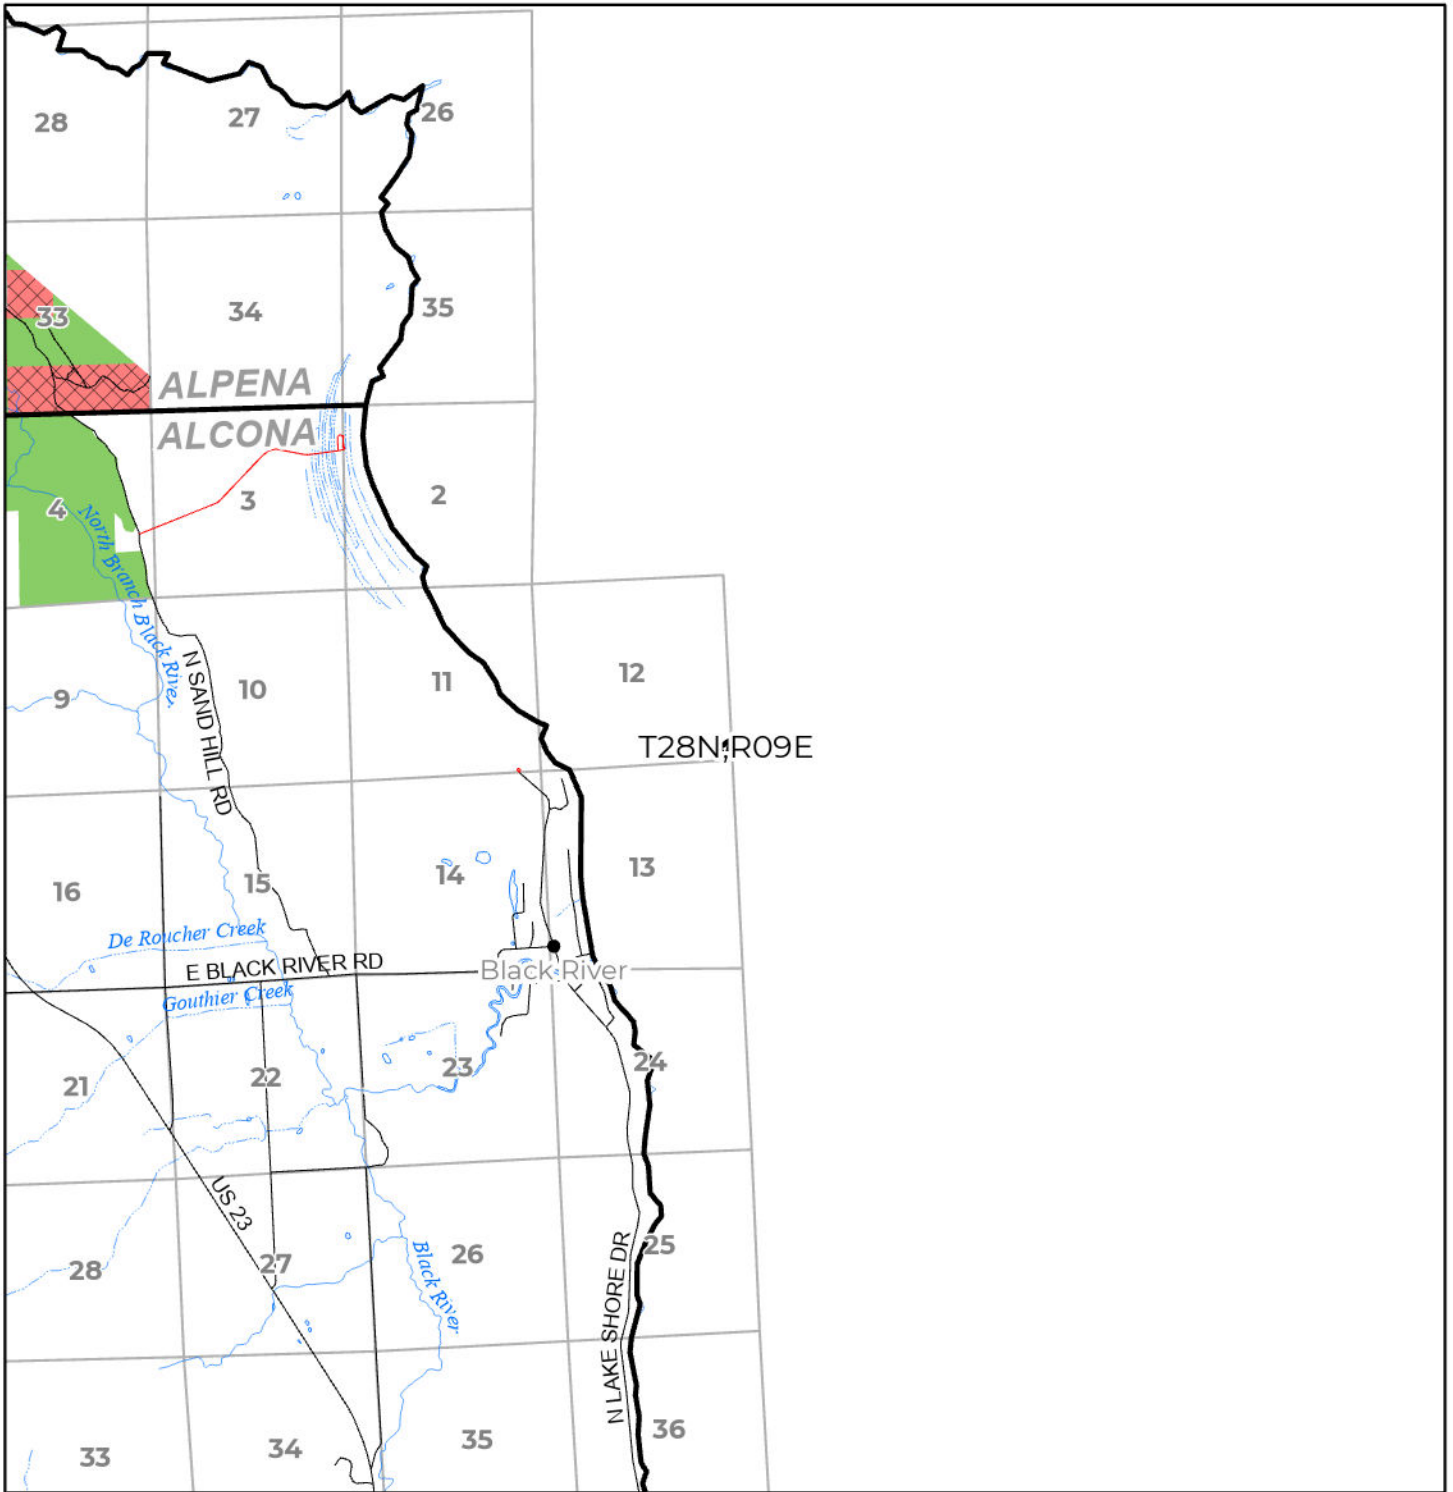 28
27
26
33
34
35
ALPENA
ALCONA
4
3
2
North Branch Black River
9
N SAND HILL RD
10
11
12
T28N,R09E
16
15
14
13
De Roucher Creek
E BLACK RIVER RD
Black River
Gouthier Creek
21
22
23
24
US 23
28
27
26
Black River
25
N LAKE SHORE DR
33
34
35
36